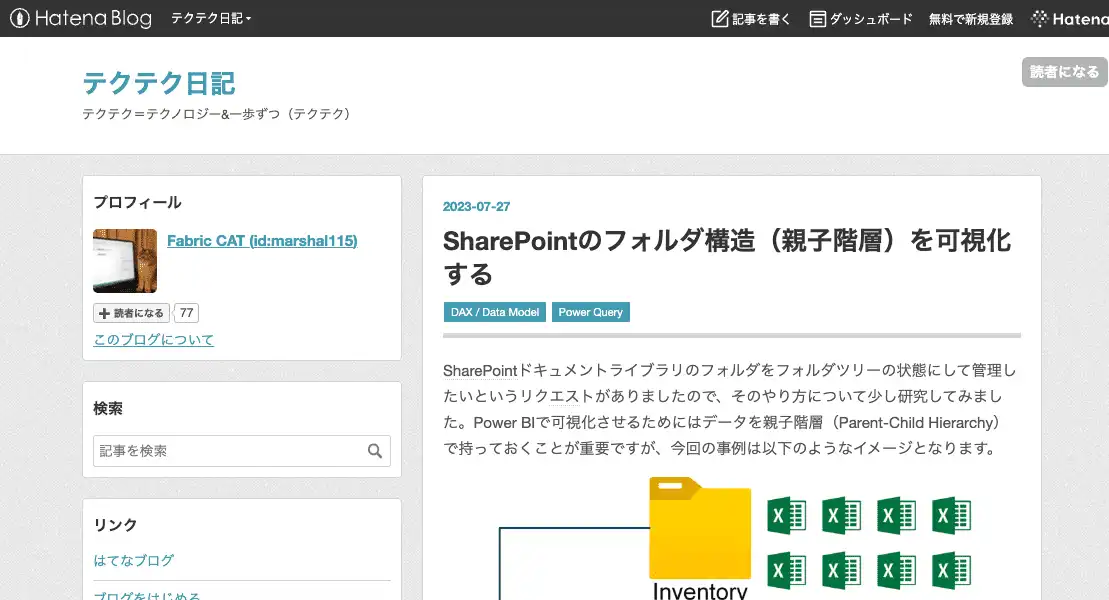 Hatena Blog
テクテク日記
記事を書く
ダッシュボード
無料で新規登録
Hatena
テクテク日記
読者になる
テクテク＝テクノロジー&一歩ずつ（テクテク）
プロフィール
Fabric CAT (id:marshal115)
読者になる
77
このブログについて
検索
記事を検索
リンク
はてなブログ
ブログをはじめる
2023-07-27
SharePointのフォルダ構造（親子階層）を可視化
する
DAX / Data Model
Power Query
SharePointドキュメントライブラリのフォルダをフォルダツリーの状態にして管理し
たいというリクエストがありましたので、そのやり方について少し研究してみまし
た。Power BIで可視化させるためにはデータを親子階層（Parent-Child Hierarchy）
で持っておくことが重要ですが、今回の事例は以下のようなイメージとなります。
X X X X
X X X X
Inventory